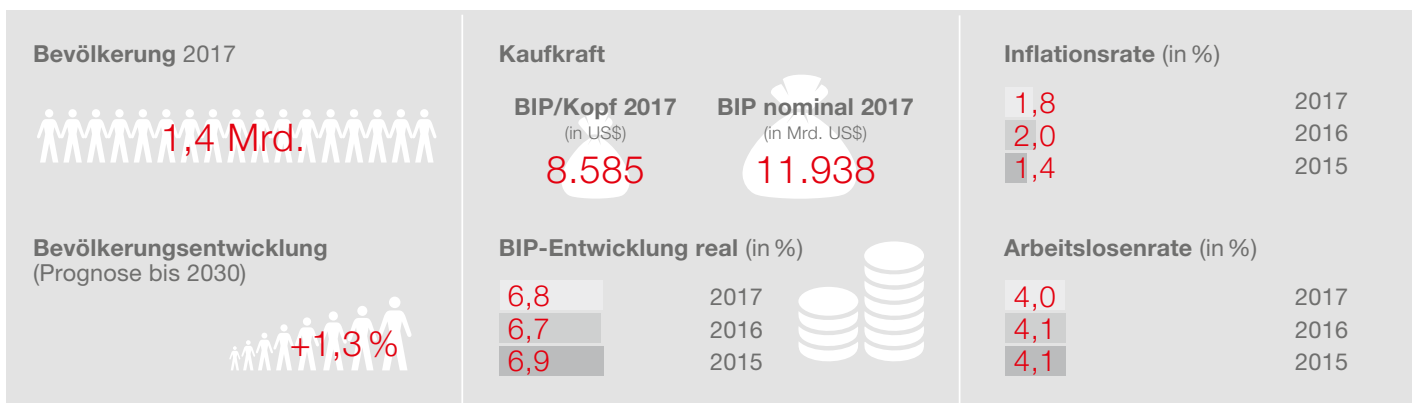 Bevölkerung 2017
1,4 Mrd.
Bevölkerungsentwicklung
(Prognose bis 2030)
+1,3 %
Kaufkraft
BIP/Kopf 2017
(in US$)
8.585
BIP nominal 2017
(in Mrd. US$)
11.938
BIP-Entwicklung real (in %)
6,8 2017
6,7 2016
6,9 2015
Inflationsrate (in %)
1,8 2017
2,0 2016
1,4 2015
Arbeitslosenrate (in %)
4,0 2017
4,1 2016
4,1 2015